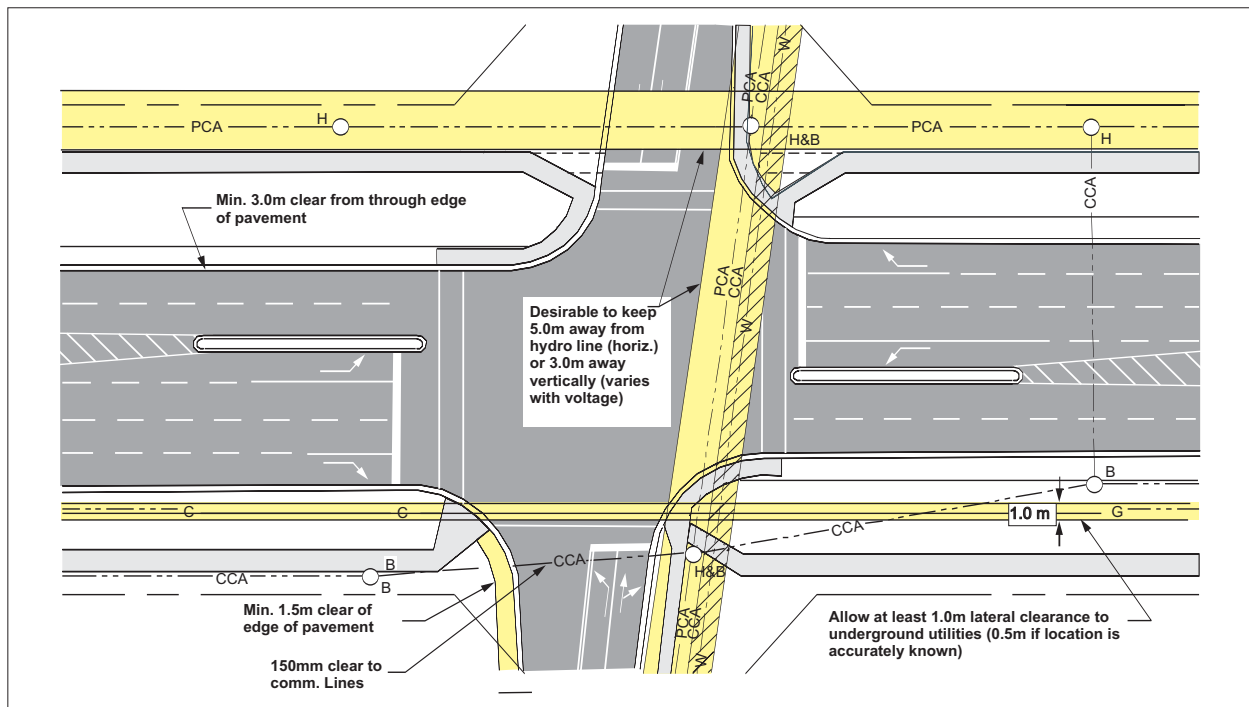 PCA
CCA
W
PCA
H
PCA
H&B
H
CCA
Min. 3.0m clear from through edge
of pavement
Desirable to keep
5.0m away from
hydro line (horiz.)
or 3.0m away
vertically (varies
with voltage)
PCA
CCA
W
B
C
C
1.0 m
G
CCA
CCA
B
B
CCA
H&B
Min. 1.5m clear of
edge of pavement
PCA
CCA
W
Allow at least 1.0m lateral clearance to
underground utilities (0.5m if location is
accurately known)
150mm clear to
comm. Lines